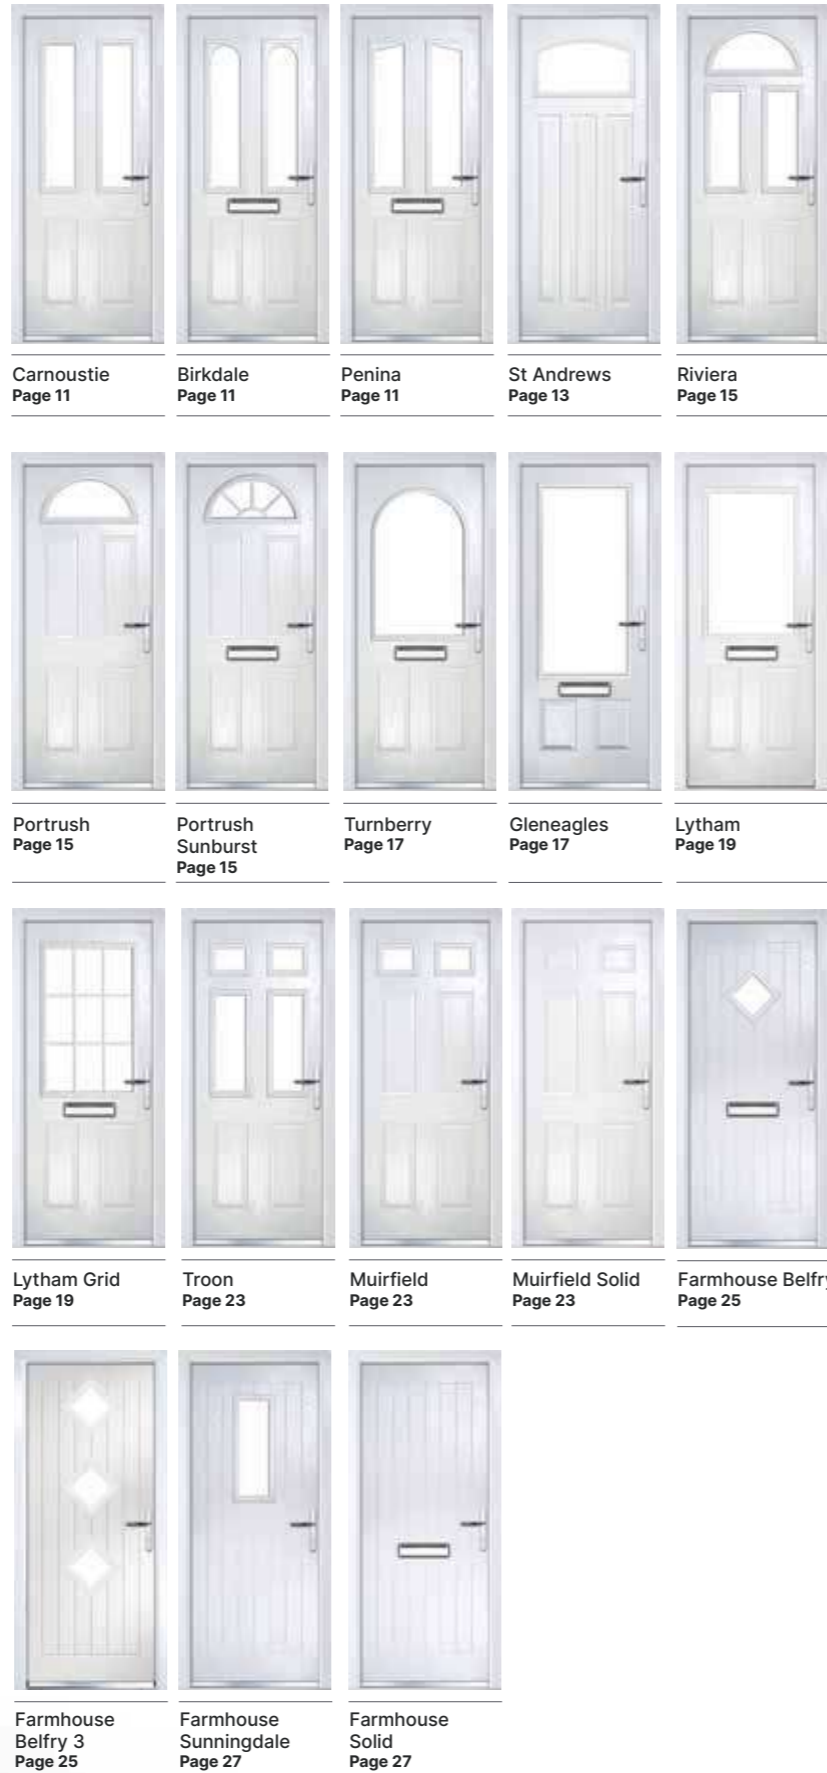 Carnoustie
Page 11
Birkdale
Page 11
Penina
Page 11
St Andrews
Page 13
Riviera
Page 15
Portrush
Page 15
Portrush
Sunburst
Page 15
Turnberry
Page 17
Gleneagles
Page 17
Lytham
Page 19
Lytham Grid
Page 19
Troon
Page 23
Muirfield
Page 23
Muirfield Solid
Page 23
Farmhouse Belfry
Page 25
Farmhouse
Belfry 3
Page 25
Farmhouse
Sunningdale
Page 27
Farmhouse
Solid
Page 27